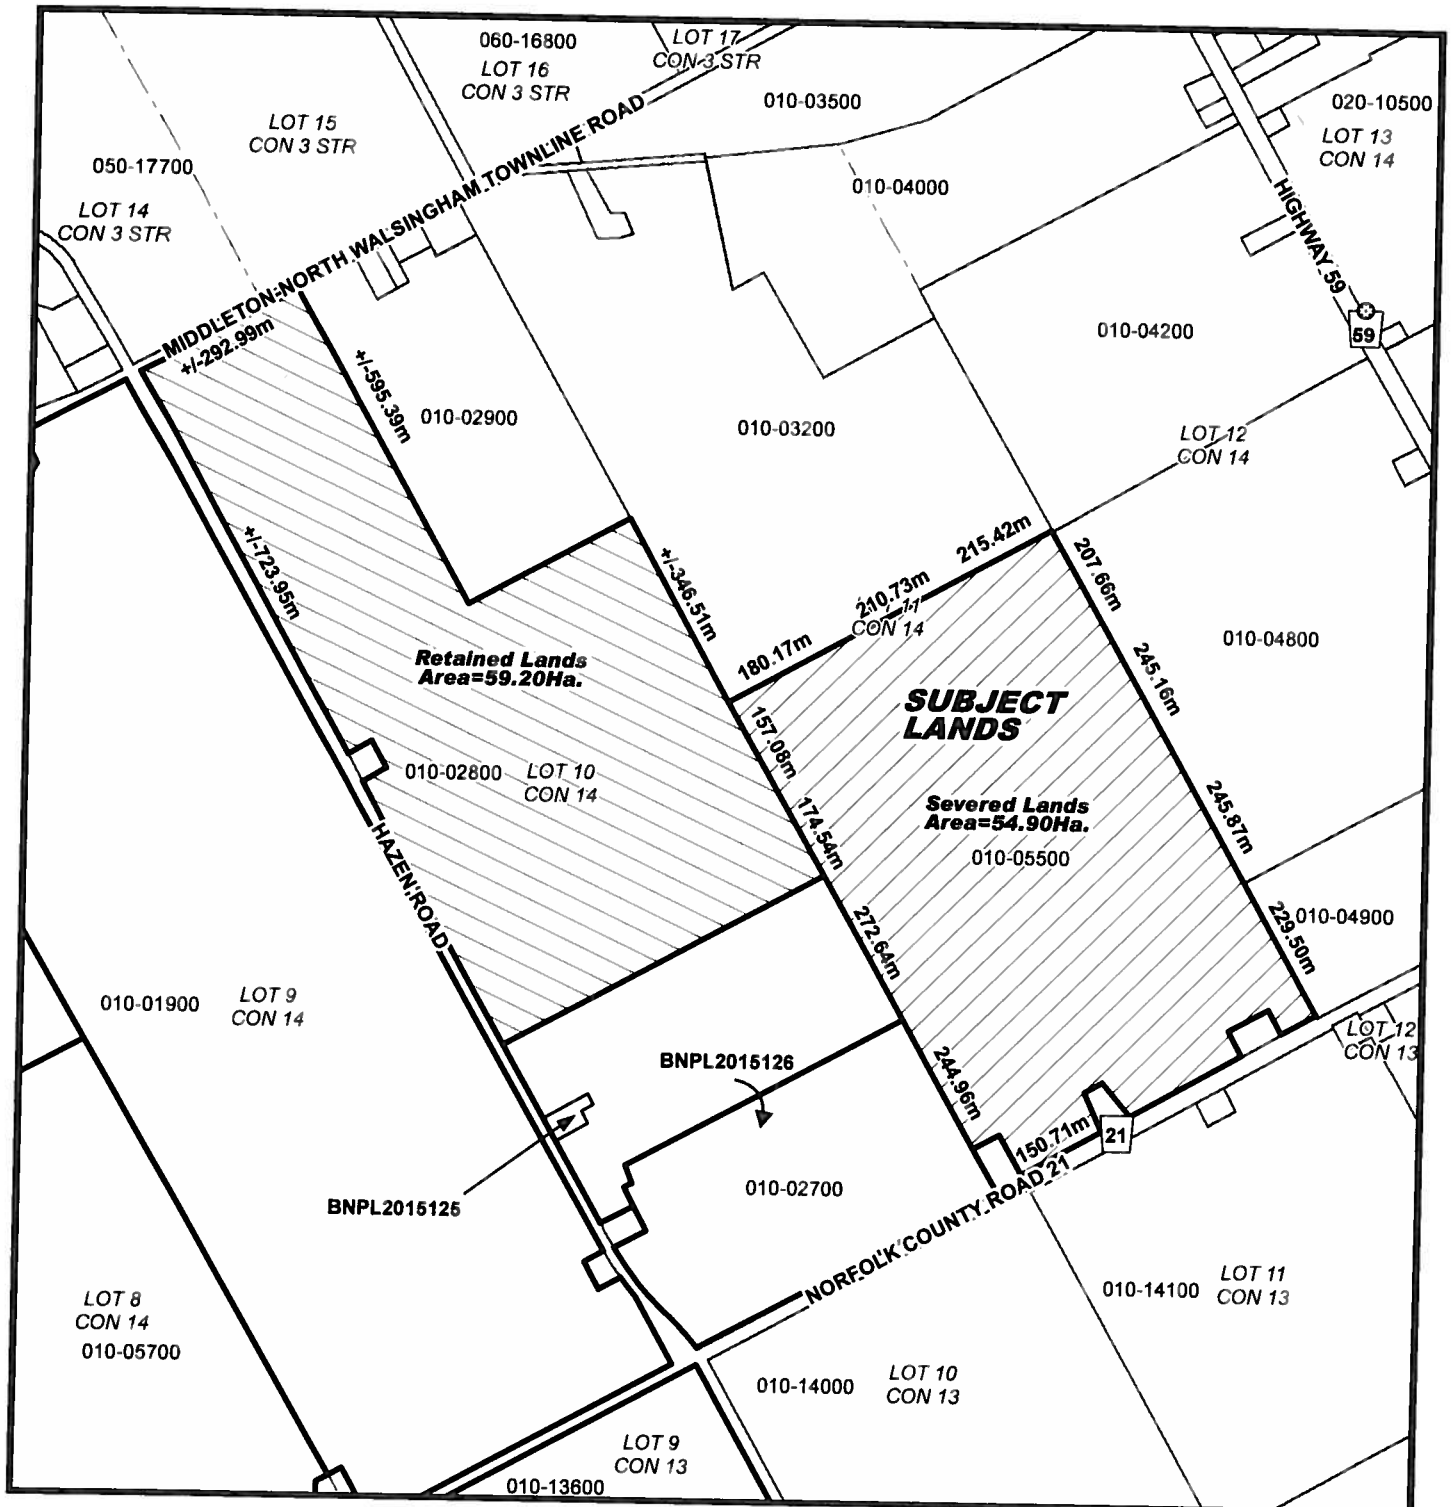 060-16800
LOT 16
CON 3 STR
LOT 17
CON 3 STR
010-03500
020-10500
LOT 13
CON 14
LOT 15
CON 3 STR
050-17700
LOT 14
CON 3 STR
MIDDLETON-NORTH WALSINGHAM TOWNLINE ROAD
010-04000
HIGHWAY 59
59
+/-292.99m
+/-595.39m
010-02900
010-03200
010-04200
LOT 12
CON 14
+/-723.95m
+/-346.51m
180.17m
210.73m
215.42m
11
CON 14
207.66m
245.16m
010-04800
Retained Lands
Area=59.20Ha.
SUBJECT
LANDS
157.08m
010-02800
LOT 10
CON 14
174.54m
Severed Lands
Area=54.90Ha.
010-05500
245.87m
HAZEN ROAD
272.64m
229.50m
010-04900
010-01900
LOT 9
CON 14
LOT 12
CON 13
BNPL2015126
244.96m
150.71m
21
BNPL2015125
010-02700
NORFOLK COUNTY ROAD 21
LOT 8
CON 14
010-05700
010-14100
LOT 11
CON 13
010-14000
LOT 10
CON 13
LOT 9
CON 13
010-13600